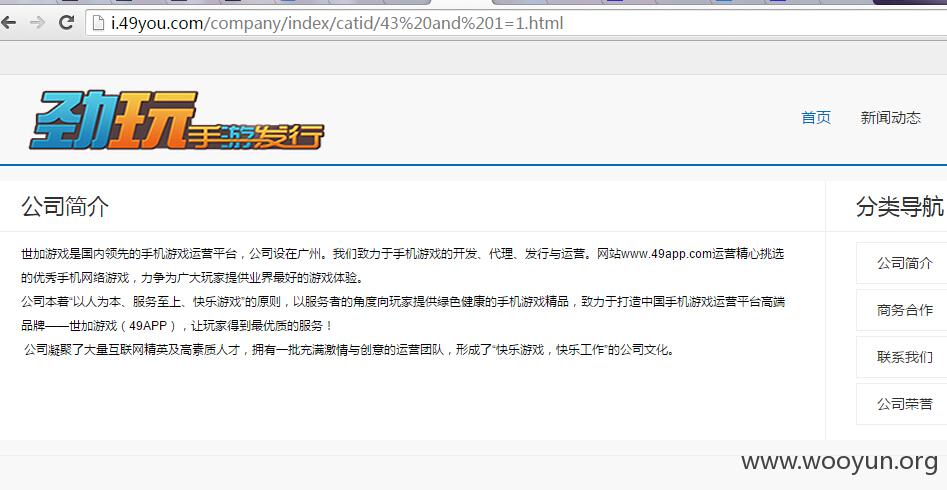 i.49you.com/company/index/catid/43%20and%201=1.html
劲玩手游发行
首页
新闻动态
公司简介
分类导航
世加游戏是国内领先的手机游戏运营平台，公司设在广州。我们致力于手机游戏的开发、代理、发行与运营。网站www.49app.com运营精心挑选
的优秀手机网络游戏，力争为广大玩家提供业界最好的游戏体验。
公司本着“以人为本、服务至上、快乐游戏”的原则，以服务者的角度向玩家提供绿色健康的手机游戏精品，致力于打造中国手机游戏运营平台高端
品牌——世加游戏（49APP），让玩家得到最优质的服务！
公司凝聚了大量互联网精英及高素质人才，拥有一批充满激情与创意的运营团队，形成了“快乐游戏，快乐工作”的公司文化。
公司简介
商务合作
联系我们
公司荣誉
www.wooyun.org